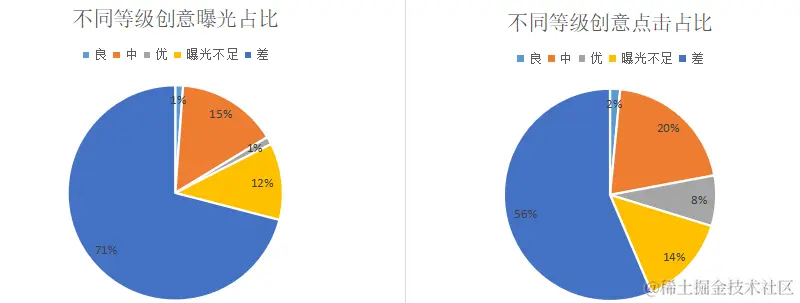 不同等级创意曝光占比
良 中 优 曝光不足 差
1%
15%
1%
12%
71%
不同等级创意点击占比
良 中 优 曝光不足 差
2%
20%
8%
14%
56%
@稀土掘金技术社区